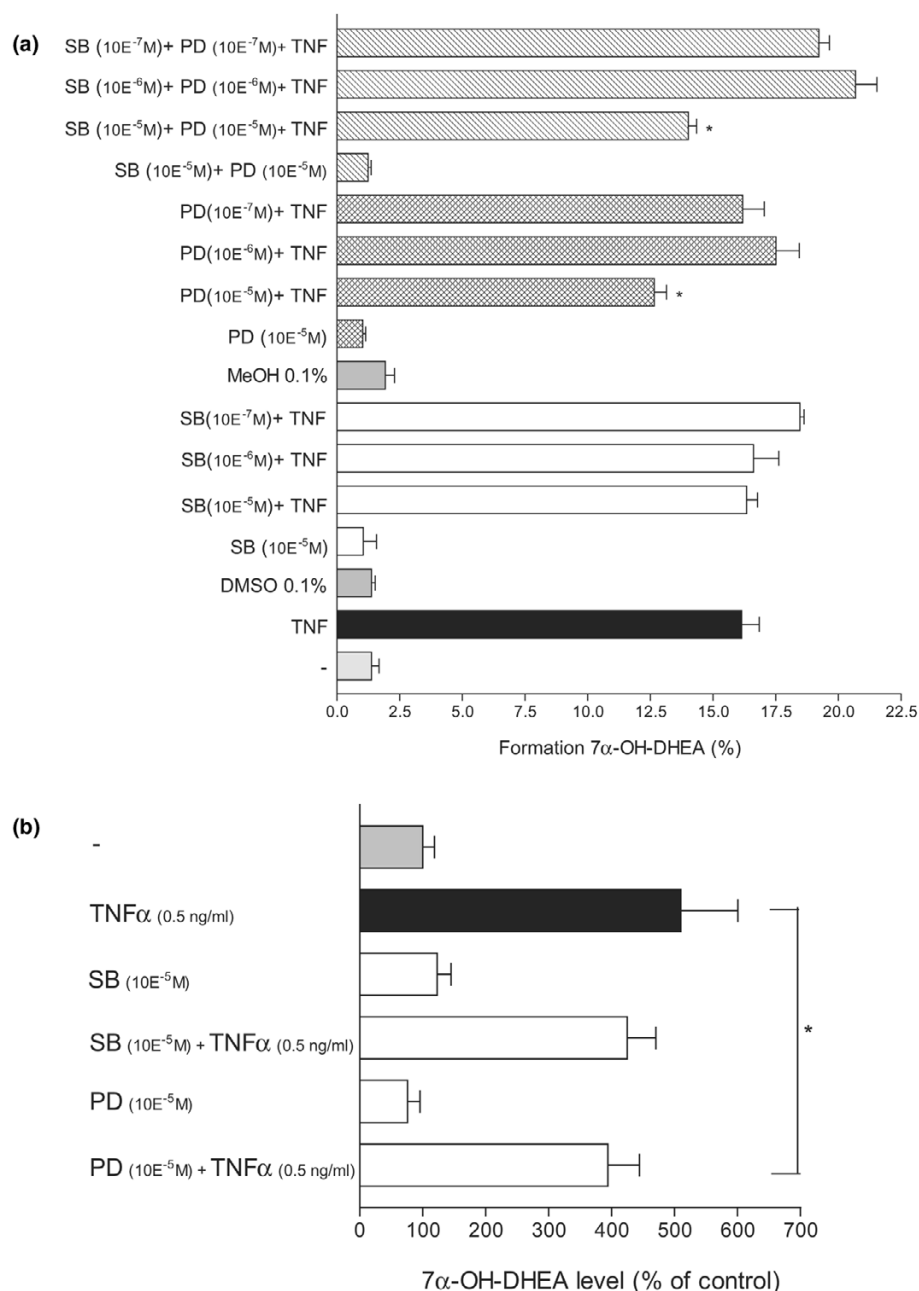 (a)
SB (10E⁻⁷M)+ PD (10E⁻⁷M)+ TNF
SB (10E⁻⁶M)+ PD (10E⁻⁶M)+ TNF
SB (10E⁻⁵M)+ PD (10E⁻⁵M)+ TNF
*
SB (10E⁻⁵M)+ PD (10E⁻⁵M)
PD(10E⁻⁷M)+ TNF
PD(10E⁻⁶M)+ TNF
PD(10E⁻⁵M)+ TNF
*
PD (10E⁻⁵M)
MeOH 0.1%
SB(10E⁻⁷M)+ TNF
SB(10E⁻⁶M)+ TNF
SB(10E⁻⁵M)+ TNF
SB (10E⁻⁵M)
DMSO 0.1%
TNF
-
0.0 2.5 5.0 7.5 10.0 12.5 15.0 17.5 20.0 22.5
Formation 7α-OH-DHEA (%)
(b)
-
TNFα (0.5 ng/ml)
SB (10E⁻⁵M)
SB (10E⁻⁵M) + TNFα (0.5 ng/ml)
*
PD (10E⁻⁵M)
PD (10E⁻⁵M) + TNFα (0.5 ng/ml)
0 100 200 300 400 500 600 700
7α-OH-DHEA level (% of control)